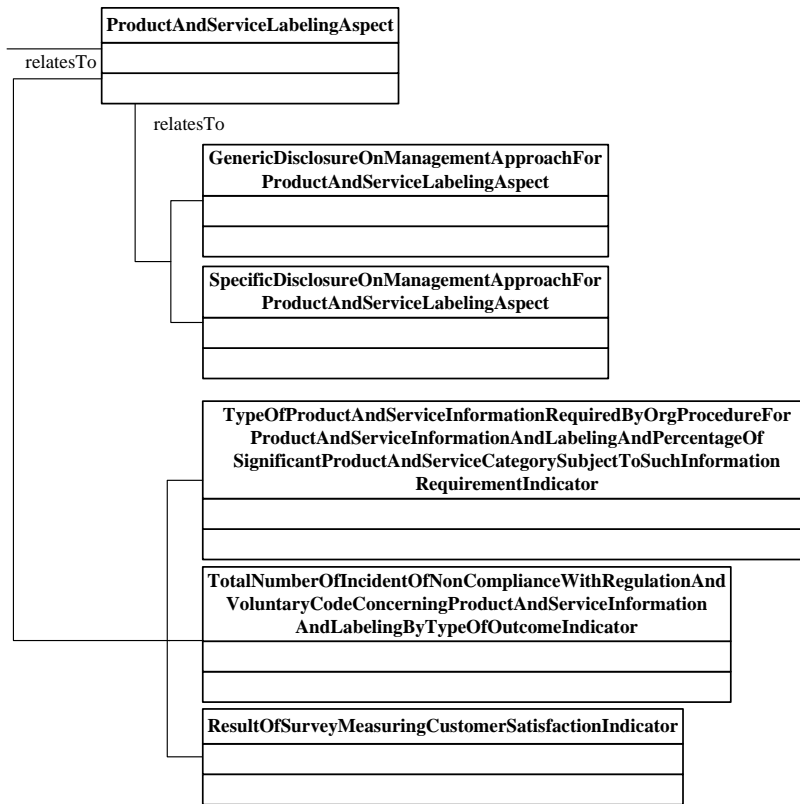 ProductAndServiceLabelingAspect
relatesTo
relatesTo
GenericDisclosureOnManagementApproachFor
ProductAndServiceLabelingAspect
SpecificDisclosureOnManagementApproachFor
ProductAndServiceLabelingAspect
TypeOfProductAndServiceInformationRequiredByOrgProcedureFor
ProductAndServiceInformationAndLabelingAndPercentageOf
SignificantProductAndServiceCategorySubjectToSuchInformation
RequirementIndicator
TotalNumberOfIncidentOfNonComplianceWithRegulationAnd
VoluntaryCodeConcerningProductAndServiceInformation
AndLabelingByTypeOfOutcomeIndicator
ResultOfSurveyMeasuringCustomerSatisfactionIndicator